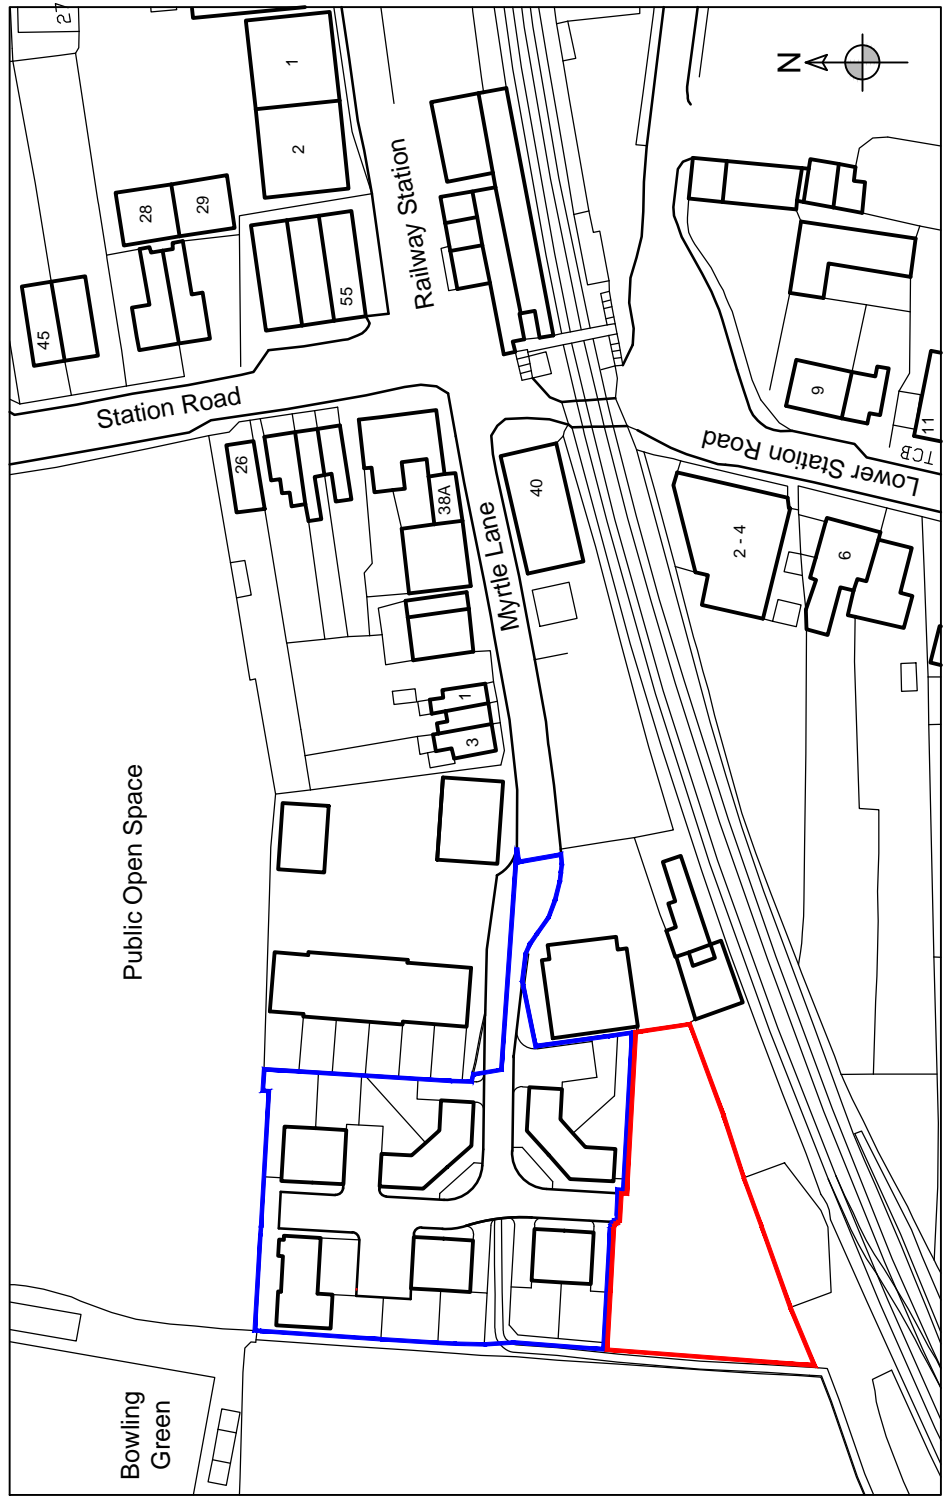 27
N
1
2
28
29
45
55
Railway Station
Station Road
26
38A
40
Myrtle Lane
1
3
9
11
TCB
Lower Station Road
2 - 4
6
Public Open Space
Bowling
Green